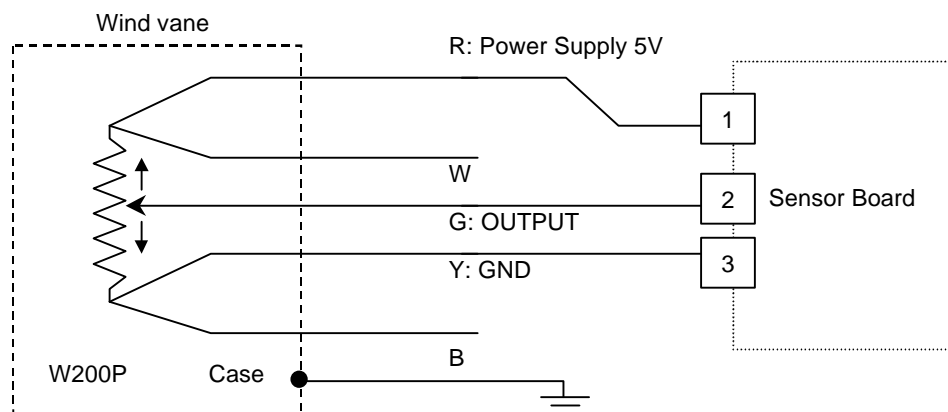 Wind vane
R: Power Supply 5V
1
W
2
Sensor Board
G: OUTPUT
3
Y: GND
B
W200P
Case